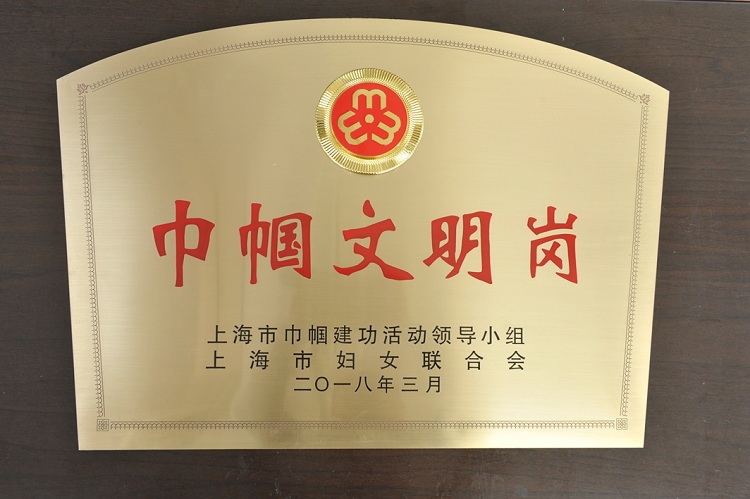 巾帼文明岗
上海市巾帼建功活动领导小组
上海市妇女联合会
二〇一八年三月